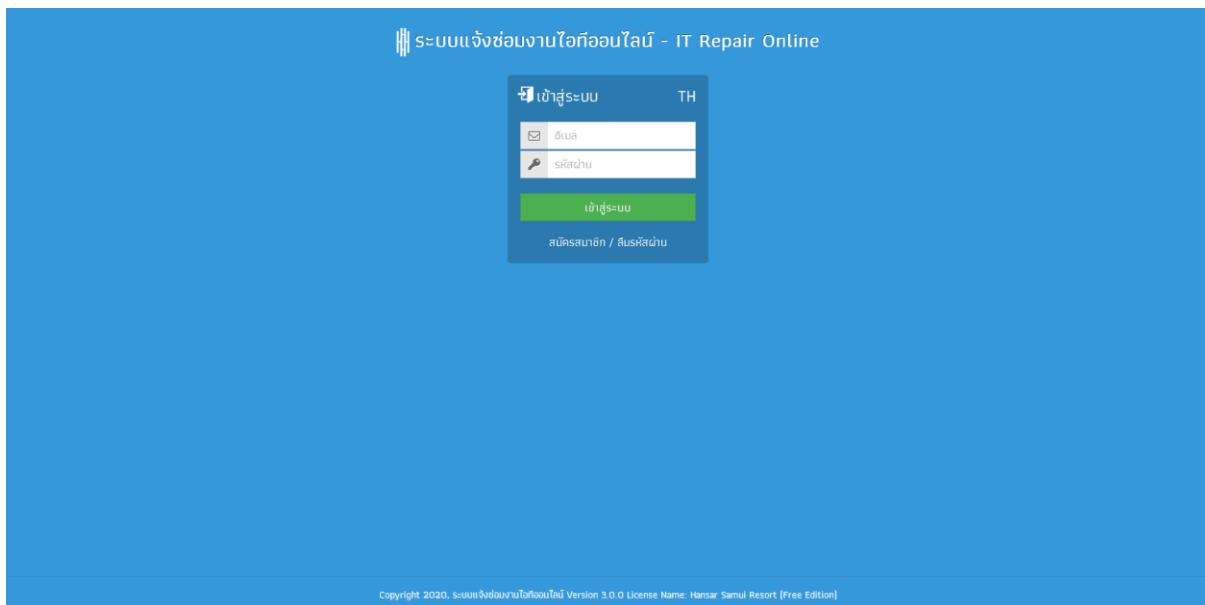 ระบบแจ้งซ่อมงานไอทีออนไลน์ - IT Repair Online
เข้าสู่ระบบ TH
อีเมล
รหัสผ่าน
เข้าสู่ระบบ
สมัครสมาชิก / ลืมรหัสผ่าน
Copyright 2020, ระบบแจ้งซ่อมงานไอทีออนไลน์ Version 3.0.0 License Name: Hansar Samui Resort (Free Edition)